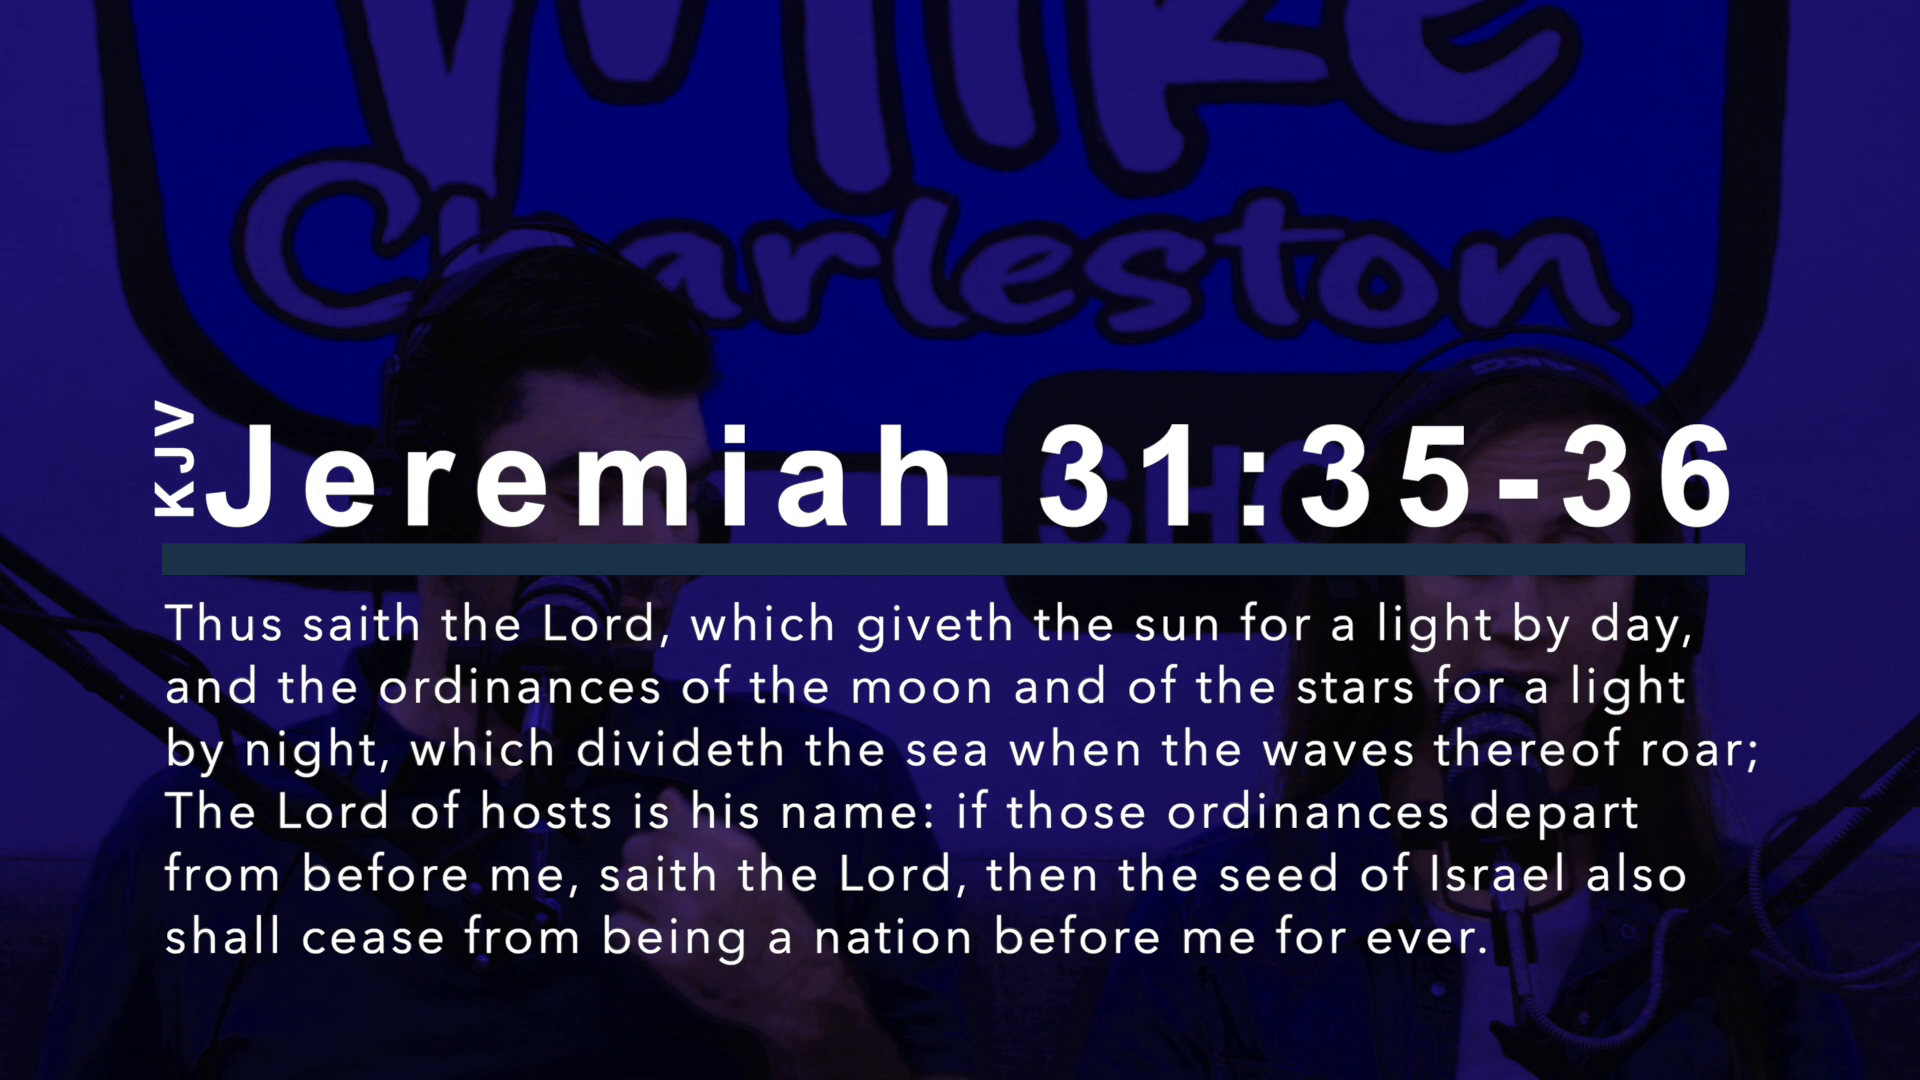 Mike
Charleston
SHO
KJV
Jeremiah 31:35-36
Thus saith the Lord, which giveth the sun for a light by day,
and the ordinances of the moon and of the stars for a light
by night, which divideth the sea when the waves thereof roar;
The Lord of hosts is his name: if those ordinances depart
from before me, saith the Lord, then the seed of Israel also
shall cease from being a nation before me for ever.